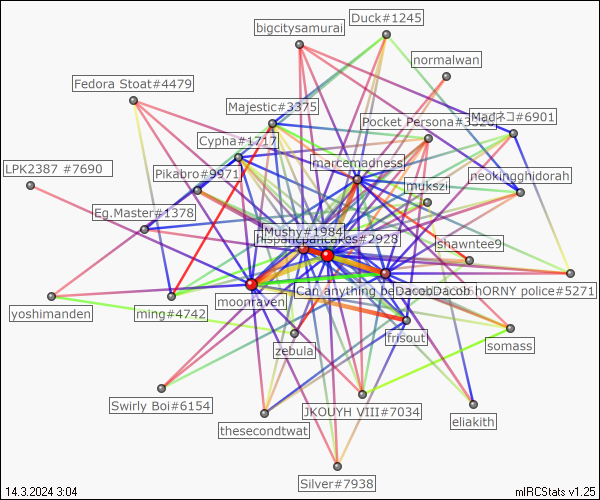 Duck#1245
bigcitysamurai
normalwan
Fedora Stoat#4479
Majestic#3375
Pocket Persona#3
Madネコ#6901
Cypha#1717
marcemadness
LPK2387 #7690
Pikabro#9971
mukszii
neokingghidorah
Eg.Master#1378
Mushy#1984
hispanicpancakes#2928
shawntee9
moonraven
Can anything be
DacobDacob
hORNY police#5271
yoshimanden
ming#4742
frisout
somass
zebula
Swirly Boi#6154
JKOUYH VIII#7034
eliakith
thesecondtwat
Silver#7938
14.3.2024 3:04
mIRCStats v1.25